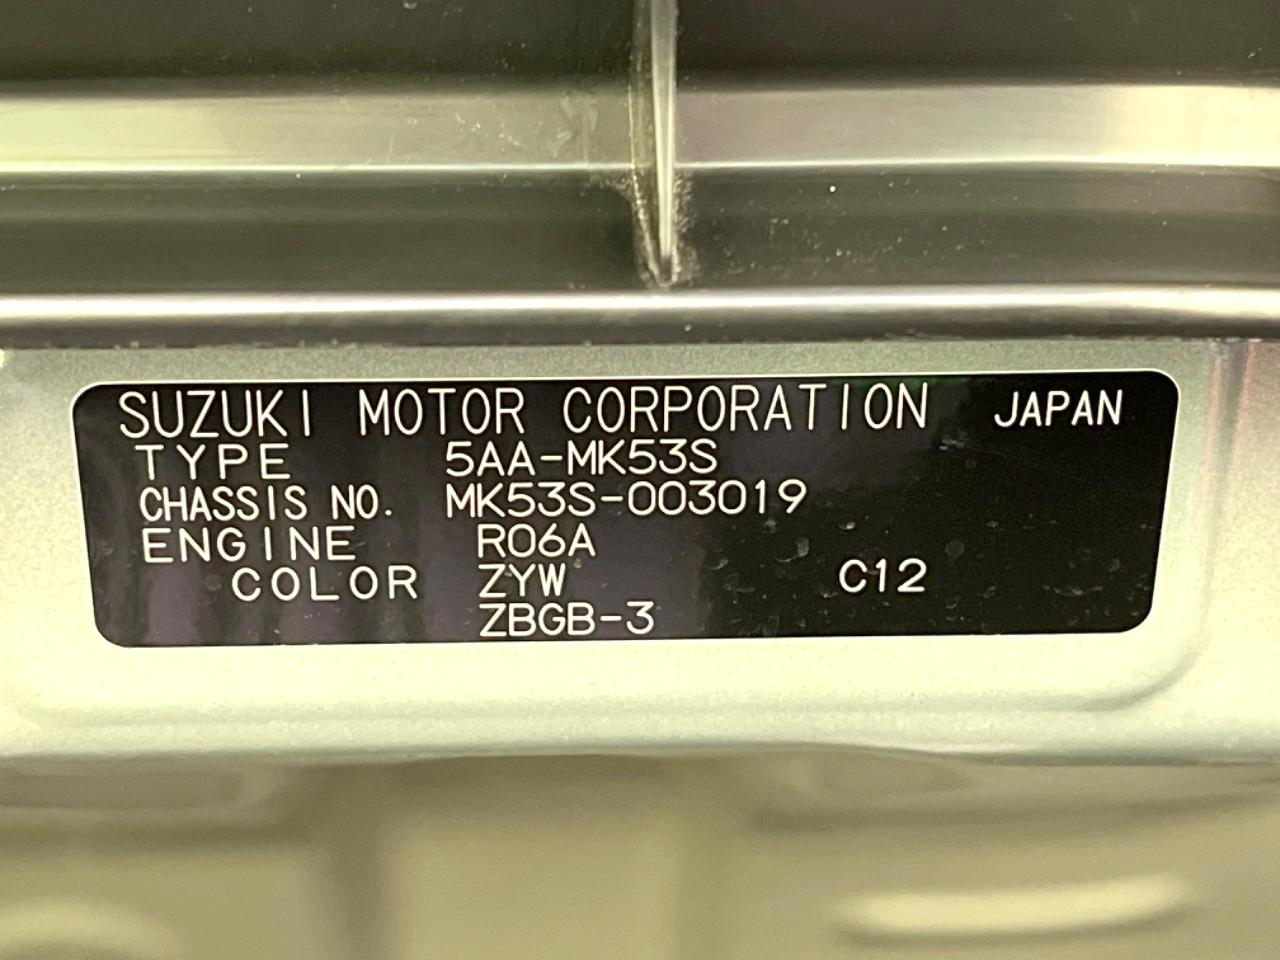 SUZUKI MOTOR CORPORATION JAPAN
TYPE 5AA-MK53S
CHASSIS NO. MK53S-003019
ENGINE R06A
COLOR ZYW C12
ZBGB-3